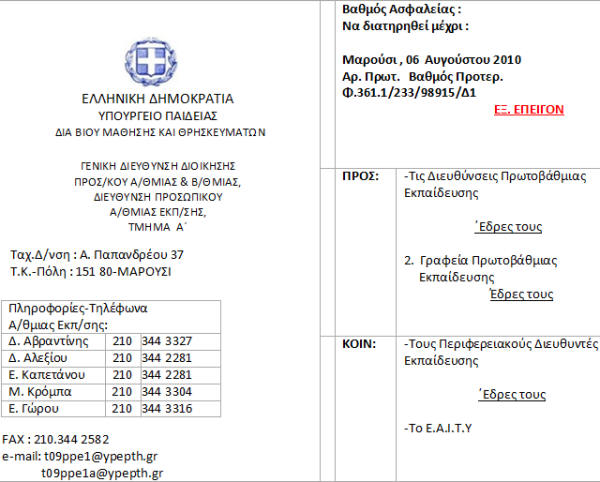 ΕΛΛΗΝΙΚΗ ΔΗΜΟΚΡΑΤΙΑ
ΥΠΟΥΡΓΕΙΟ ΠΑΙΔΕΙΑΣ
ΔΙΑ ΒΙΟΥ ΜΑΘΗΣΗΣ ΚΑΙ ΘΡΗΣΚΕΥΜΑΤΩΝ
ΓΕΝΙΚΗ ΔΙΕΥΘΥΝΣΗ ΔΙΟΙΚΗΣΗΣ
ΠΡΟΣ/ΚΟΥ Α/ΘΜΙΑΣ & Β/ΘΜΙΑΣ,
ΔΙΕΥΘΥΝΣΗ ΠΡΟΣΩΠΙΚΟΥ
Α/ΘΜΙΑΣ ΕΚΠ/ΣΗΣ,
ΤΜΗΜΑ Α΄
Ταχ.Δ/νση : Α. Παπανδρέου 37
Τ.Κ.-Πόλη : 151 80-ΜΑΡΟΥΣΙ
Πληροφορίες-Τηλέφωνα
Α/θμιας Εκπ/σης:
Δ. Αβραντίνης 210 344 3327
Δ. Αλεξίου 210 344 2281
Ε. Καπετάνου 210 344 2281
Μ. Κρόμπα 210 344 3304
Ε. Γώρου 210 344 3316
FAX : 210.344 2582
e-mail: t09ppe1@ypepth.gr
t09ppe1a@ypepth.gr
Βαθμός Ασφαλείας :
Να διατηρηθεί μέχρι :
Μαρούσι , 06 Αυγούστου 2010
Αρ. Πρωτ. Βαθμός Προτερ.
Φ.361.1/233/98915/Δ1
ΕΞ. ΕΠΕΙΓΟΝ
ΠΡΟΣ: -Τις Διευθύνσεις Πρωτοβάθμιας
Εκπαίδευσης
΄Εδρες τους
2. Γραφεία Πρωτοβάθμιας
Εκπαίδευσης
Έδρες τους
ΚΟΙΝ: -Τους Περιφερειακούς Διευθυντές
Εκπαίδευσης
΄Εδρες τους
-Το Ε.Α.Ι.Τ.Υ